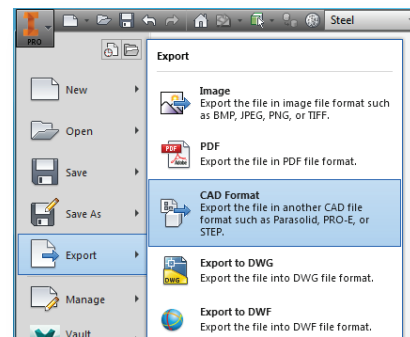 Steel
PRO
Export
New
Open
Save
Save As
Export
Manage
Vault
Image
Export the file in image file format such
as BMP, JPEG, PNG, or TIFF.
PDF
PDF
Adobe
Export the file in PDF file format.
CAD Format
Export the file in another CAD file
format such as Parasolid, PRO-E, or
STEP.
DWG
Export to DWG
Export the file into DWG file format.
Export to DWF
Export the file into DWF file format.